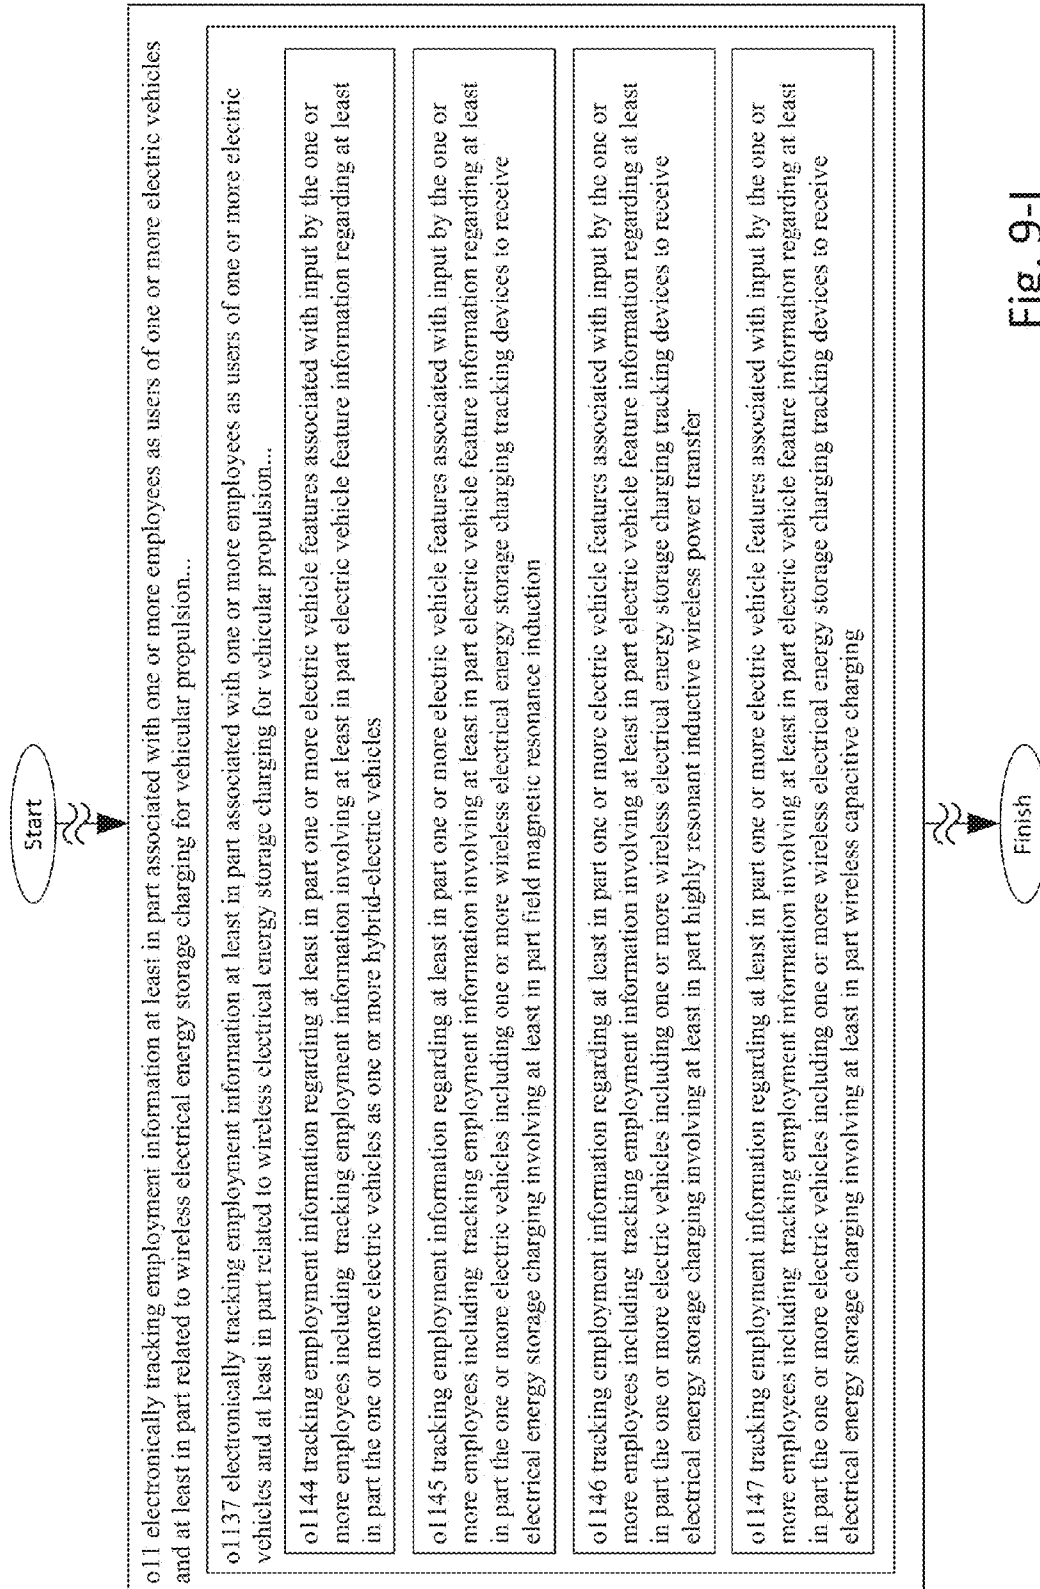 Start
o11 electronically tracking employment information at least in part associated with one or more employees as users of one or more electric vehicles
and at least in part related to wireless electrical energy storage charging for vehicular propulsion...
o1137 electronically tracking employment information at least in part associated with one or more employees as users of one or more electric
vehicles and at least in part related to wireless electrical energy storage charging for vehicular propulsion...
o1144 tracking employment information regarding at least in part one or more electric vehicle features associated with input by the one or
more employees including tracking employment information involving at least in part electric vehicle feature information regarding at least
in part the one or more electric vehicles as one or more hybrid-electric vehicles
o1145 tracking employment information regarding at least in part one or more electric vehicle features associated with input by the one or
more employees including tracking employment information involving at least in part electric vehicle feature information regarding at least
in part the one or more electric vehicles including one or more wireless electrical energy storage charging tracking devices to receive
electrical energy storage charging involving at least in part field magnetic resonance induction
o1146 tracking employment information regarding at least in part one or more electric vehicle features associated with input by the one or
more employees including tracking employment information involving at least in part electric vehicle feature information regarding at least
in part the one or more electric vehicles including one or more wireless electrical energy storage charging tracking devices to receive
electrical energy storage charging involving at least in part highly resonant inductive wireless power transfer
o1147 tracking employment information regarding at least in part one or more electric vehicle features associated with input by the one or
more employees including tracking employment information involving at least in part electric vehicle feature information regarding at least
in part the one or more electric vehicles including one or more wireless electrical energy storage charging tracking devices to receive
electrical energy storage charging involving at least in part wireless capacitive charging
Finish
Fig. 9-I